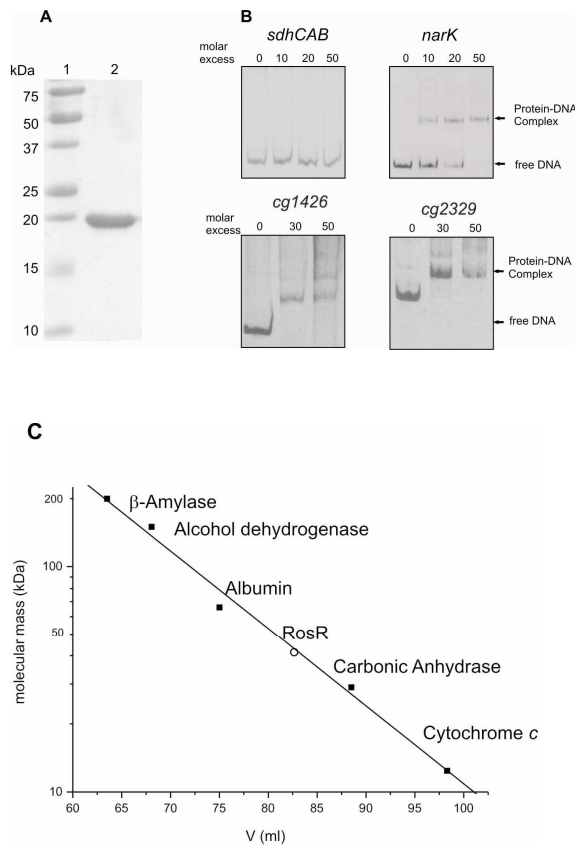 A
kDa 1 2
75
50
37
25
20
15
10
B
sdhCAB
molar
excess 0 10 20 50
narK
0 10 20 50
Protein-DNA
Complex
free DNA
cg1426
molar
excess 0 30 50
cg2329
0 30 50
Protein-DNA
Complex
free DNA
C
molecular mass (kDa)
200
100
50
10
β-Amylase
Alcohol dehydrogenase
Albumin
RosR
Carbonic Anhydrase
Cytochrome c
60 65 70 75 80 85 90 95 100
V (ml)